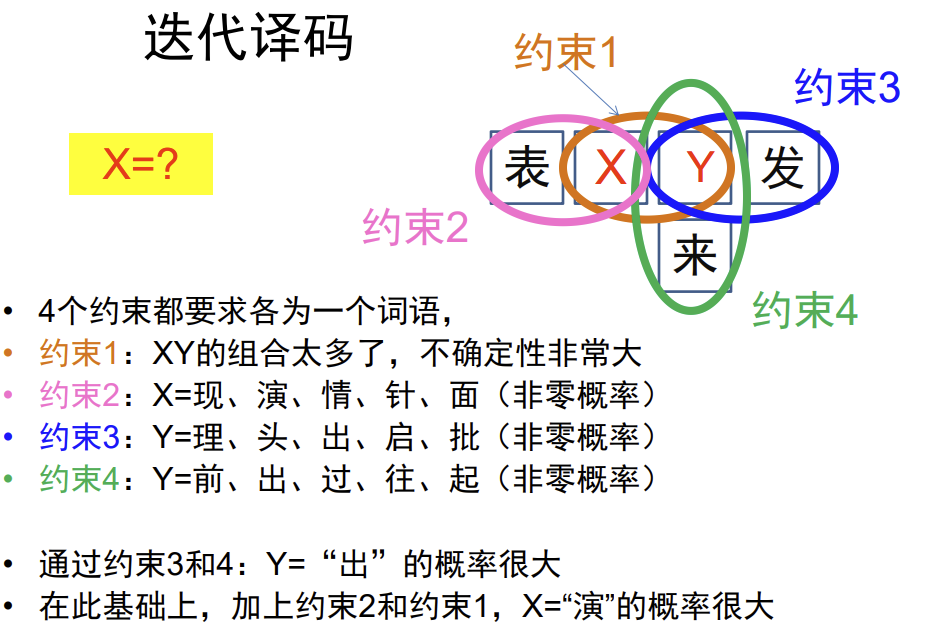 迭代译码
约束1
约束3
X=?
表 X Y 发
约束2
来
约束4
• 4个约束都要求各为一个词语，
• 约束1：XY的组合太多了，不确定性非常大
• 约束2：X=现、演、情、针、面（非零概率）
• 约束3：Y=理、头、出、启、批（非零概率）
• 约束4：Y=前、出、过、往、起（非零概率）
• 通过约束3和4：Y=“出”的概率很大
• 在此基础上，加上约束2和约束1，X=“演”的概率很大